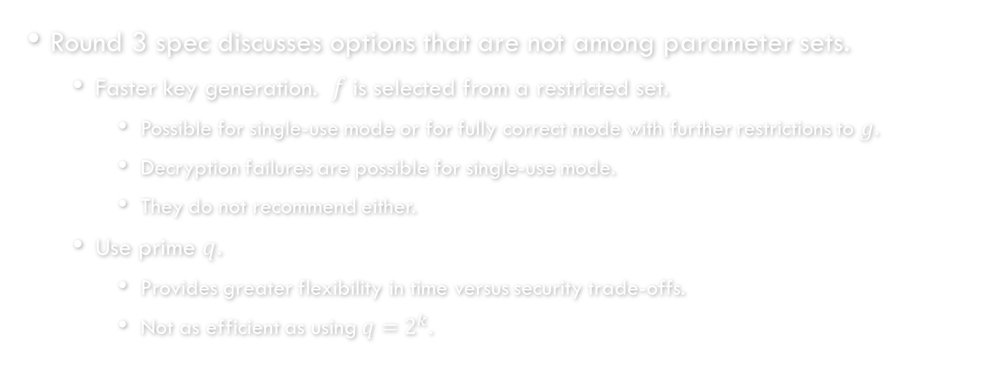 • Round 3 spec discusses options that are not among parameter sets.
• Faster key generation. f is selected from a restricted set.
• Possible for single-use mode or for fully correct mode with further restrictions to g.
• Decryption failures are possible for single-use mode.
• They do not recommend either.
• Use prime q.
• Provides greater flexibility in time versus security trade-offs.
• Not as efficient as using q = 2^k.